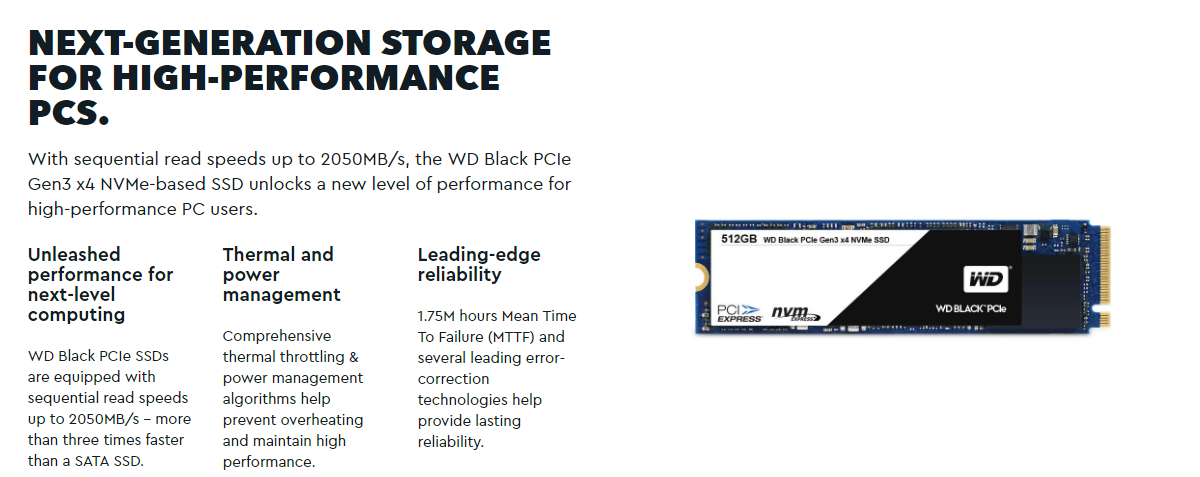 NEXT-GENERATION STORAGE
FOR HIGH-PERFORMANCE
PCS.
With sequential read speeds up to 2050MB/s, the WD Black PCIe
Gen3 x4 NVMe-based SSD unlocks a new level of performance for
high-performance PC users.
Unleashed
performance for
next-level
computing
WD Black PCIe SSDs
are equipped with
sequential read speeds
up to 2050MB/s – more
than three times faster
than a SATA SSD.
Thermal and
power
management
Comprehensive
thermal throttling &
power management
algorithms help
prevent overheating
and maintain high
performance.
Leading-edge
reliability
1.75M hours Mean Time
To Failure (MTTF) and
several leading error-
correction
technologies help
provide lasting
reliability.
512GB WD Black PCIe Gen3 x4 NVMe SSD
WD®
WD BLACK™ PCIe
PCI
EXPRESS®
nvm
EXPRESS